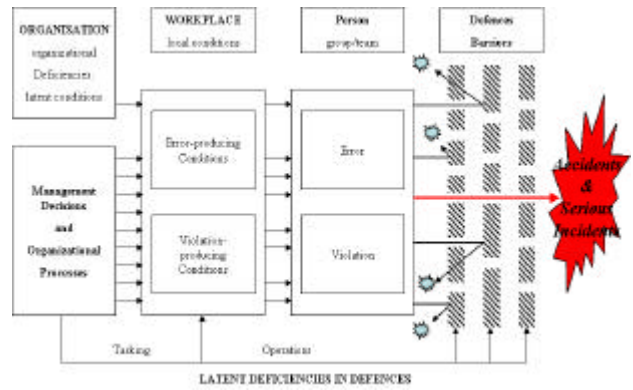 ORGANISATION
organizational
Deficiencies
latent conditions
WORKPLACE
local conditions
Person
group/team
Defences
Barriers
Error-producing
Conditions
Error
Management
Decisions
and
Organizational
Processes
Violation-
producing
Conditions
Violation
Accidents
&
Serious
Incidents
Tasking
Operations
LATENT DEFICIENCIES IN DEFENCES